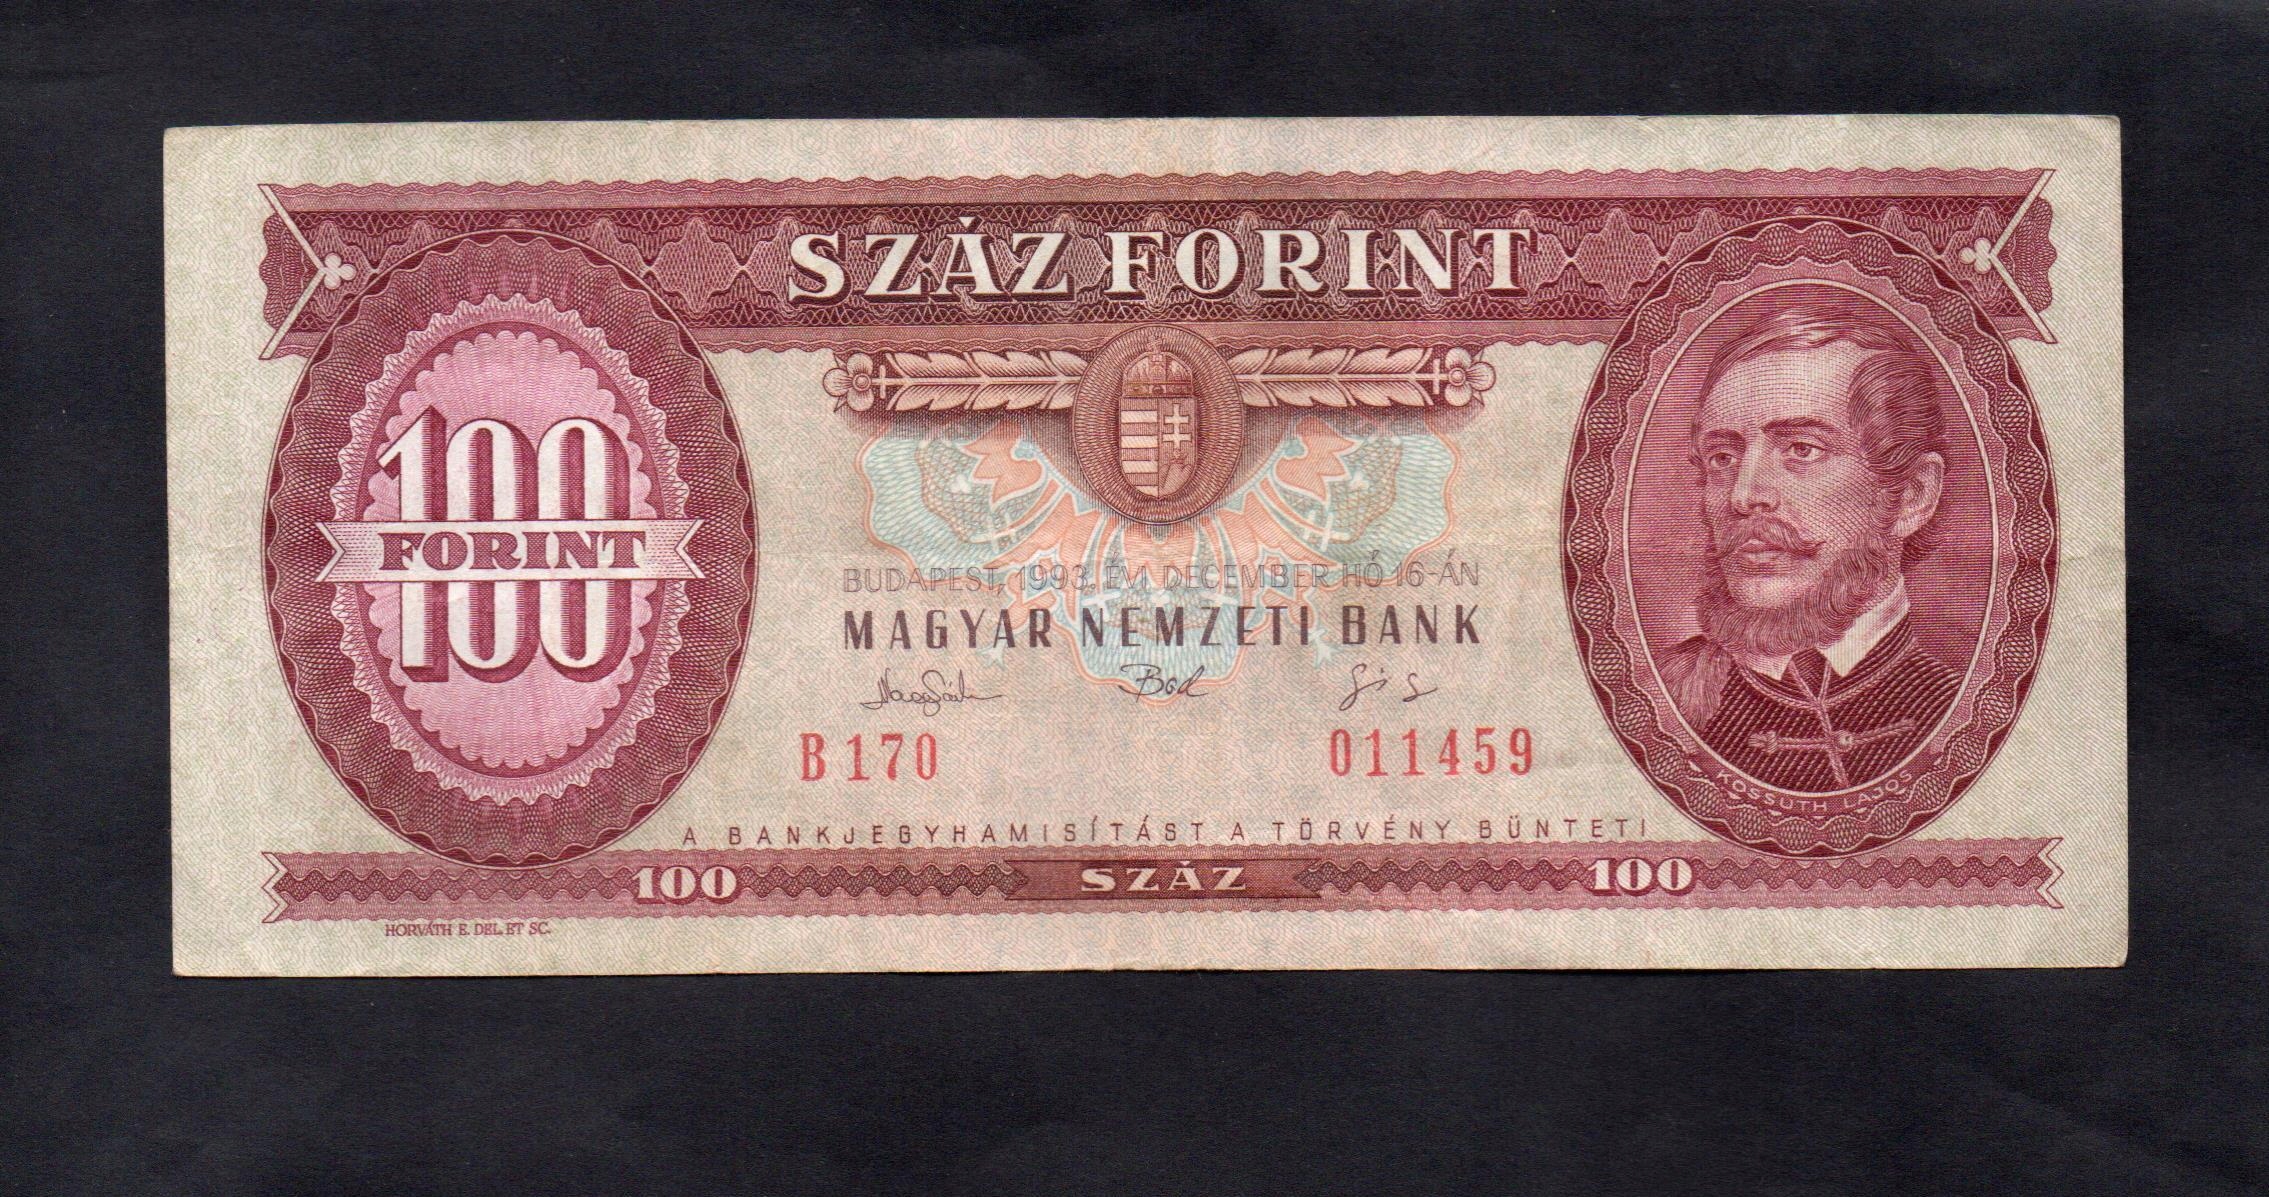 SZÁZ FORINT
100
FORINT
100
BUDAPEST, 1993. ÉVI DECEMBER HÓ 16-ÁN
MAGYAR NEMZETI BANK
B 170 011459
KOSSUTH LAJOS
A BANKJEGYHAMISÍTÁST A TÖRVÉNY BÜNTETI
100 SZÁZ 100
HORVÁTH E. DEL. ET SC.